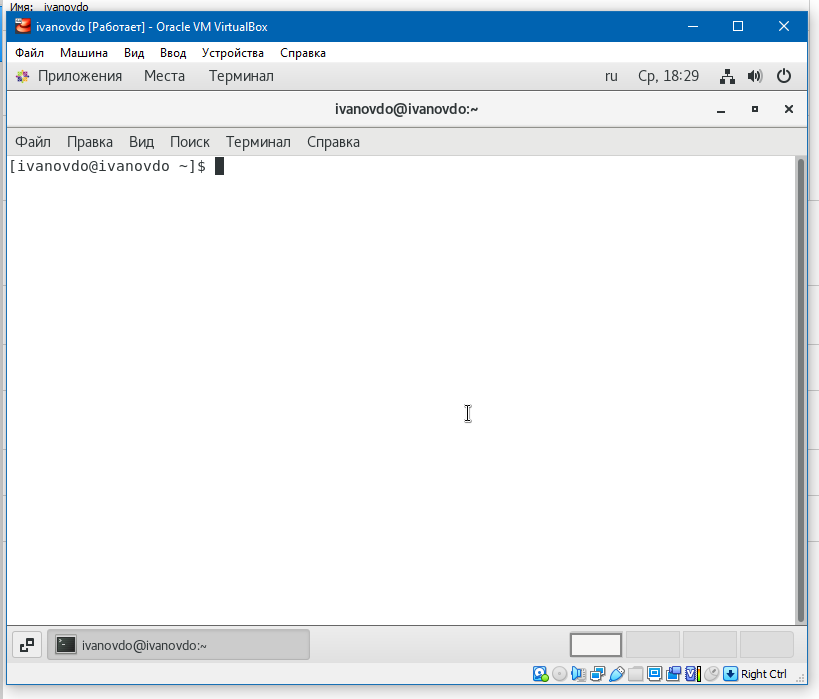 Имя: ivanovdo
ivanovdo [Работает] - Oracle VM VirtualBox
Файл Машина Вид Ввод Устройства Справка
Приложения Места Терминал ru Ср, 18:29
ivanovdo@ivanovdo:~
Файл Правка Вид Поиск Терминал Справка
[ivanovdo@ivanovdo ~]$
ivanovdo@ivanovdo:~
Right Ctrl